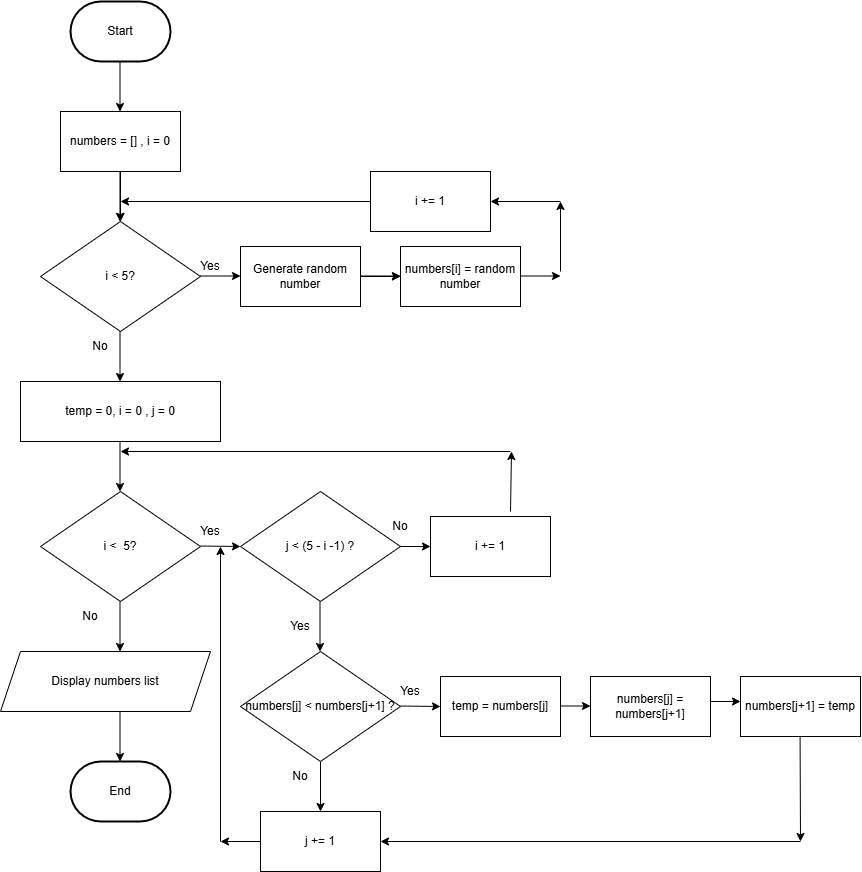 Start
numbers = [] , i = 0
i += 1
i < 5?
Yes
Generate random
number
numbers[i] = random
number
No
temp = 0, i = 0 , j = 0
i <  5?
Yes
j < (5 - i -1) ?
No
i += 1
No
Yes
Display numbers list
numbers[j] < numbers[j+1] ?
Yes
temp = numbers[j]
numbers[j] =
numbers[j+1]
numbers[j+1] = temp
No
End
j += 1